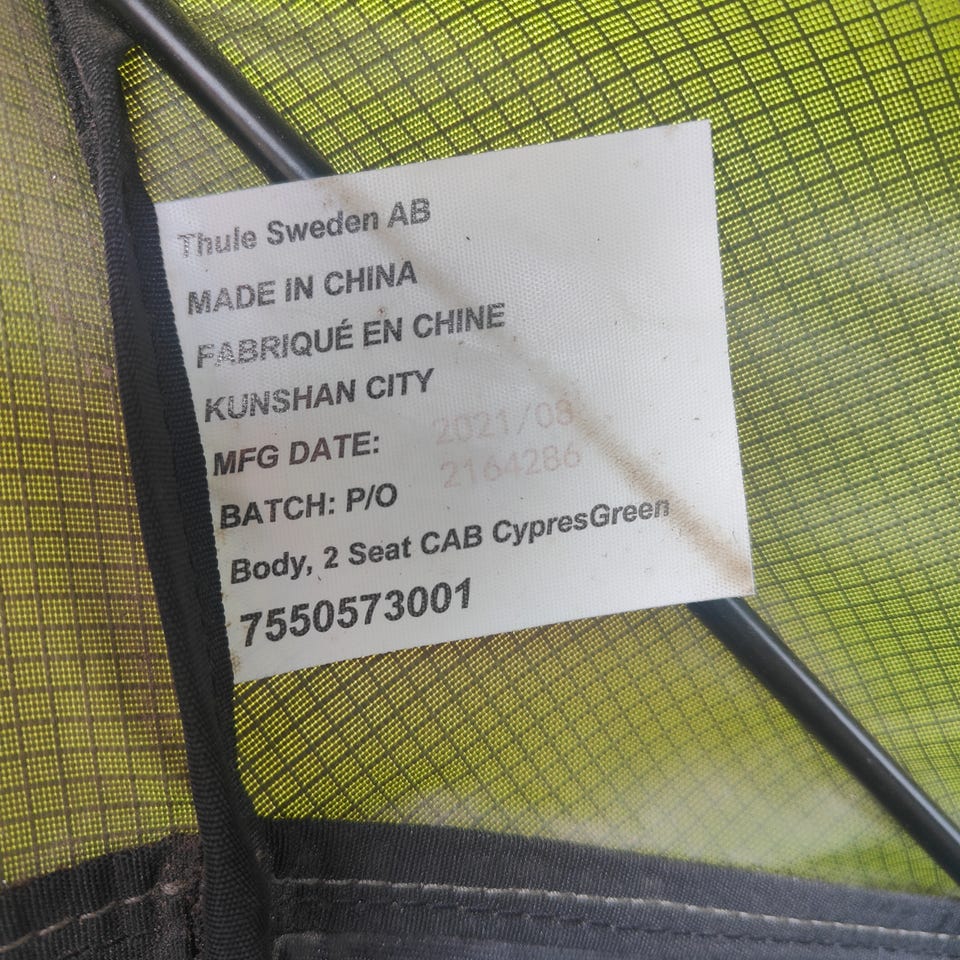 Thule Sweden AB
MADE IN CHINA
FABRIQUÉ EN CHINE
KUNSHAN CITY
MFG DATE: 2021/08
BATCH: P/O 2164286
Body, 2 Seat CAB CypresGreen
7550573001